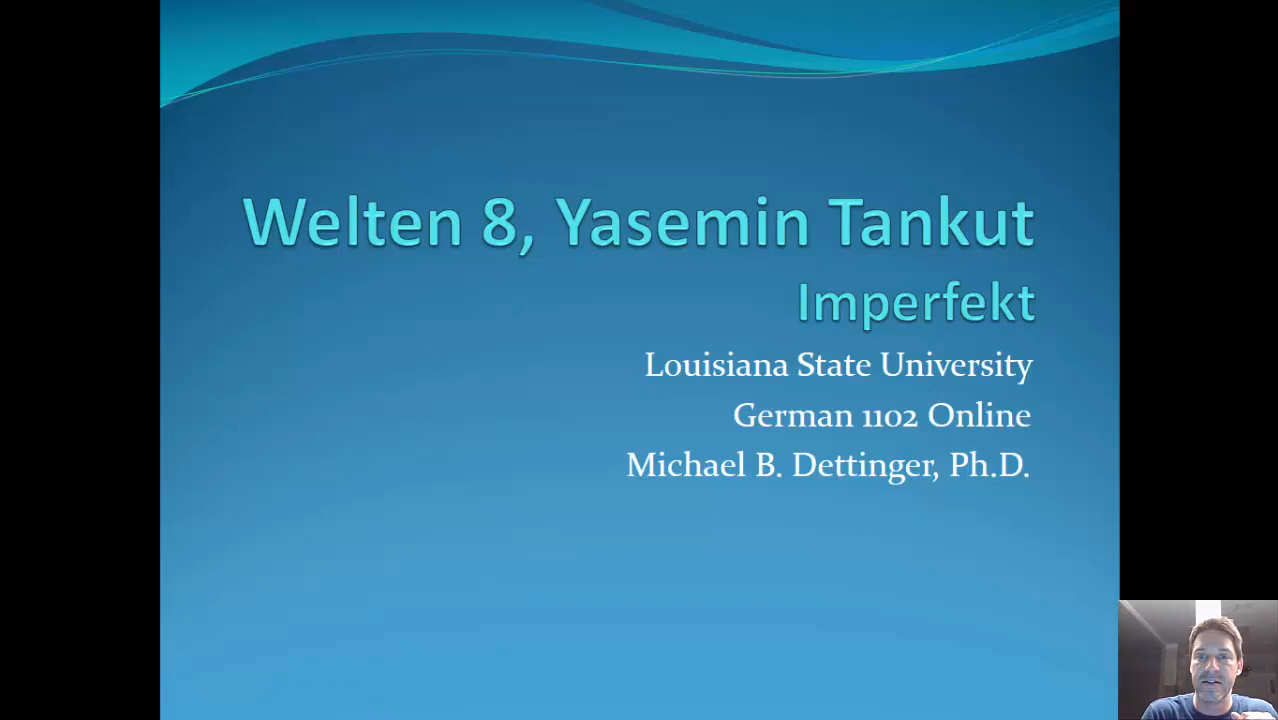 Welten 8, Yasemin Tankut
Imperfekt
Louisiana State University
German 1102 Online
Michael B. Dettinger, Ph.D.